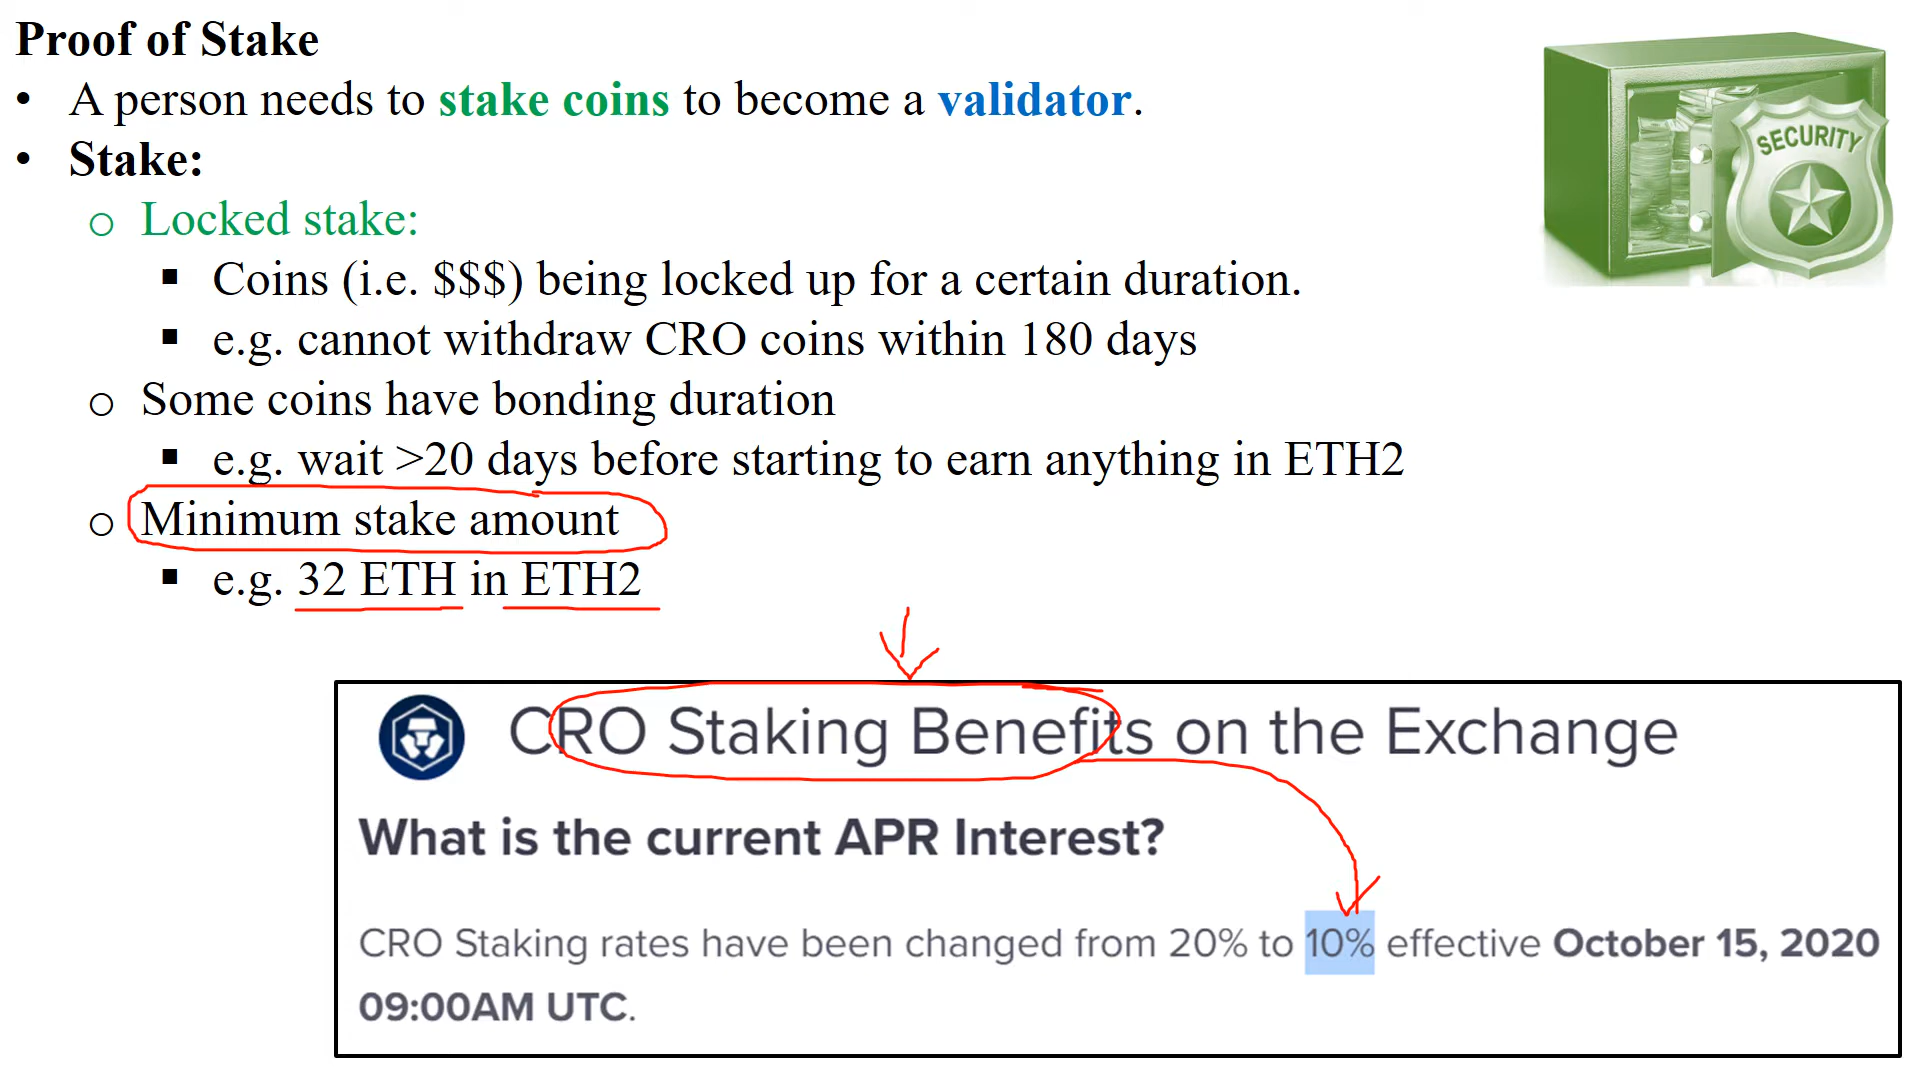 Proof of Stake
• A person needs to stake coins to become a validator.
• Stake:
o Locked stake:
▪ Coins (i.e. $$$) being locked up for a certain duration.
▪ e.g. cannot withdraw CRO coins within 180 days
o Some coins have bonding duration
▪ e.g. wait >20 days before starting to earn anything in ETH2
o Minimum stake amount
▪ e.g. 32 ETH in ETH2
SECURITY
CRO Staking Benefits on the Exchange
What is the current APR Interest?
CRO Staking rates have been changed from 20% to 10% effective October 15, 2020
09:00AM UTC.